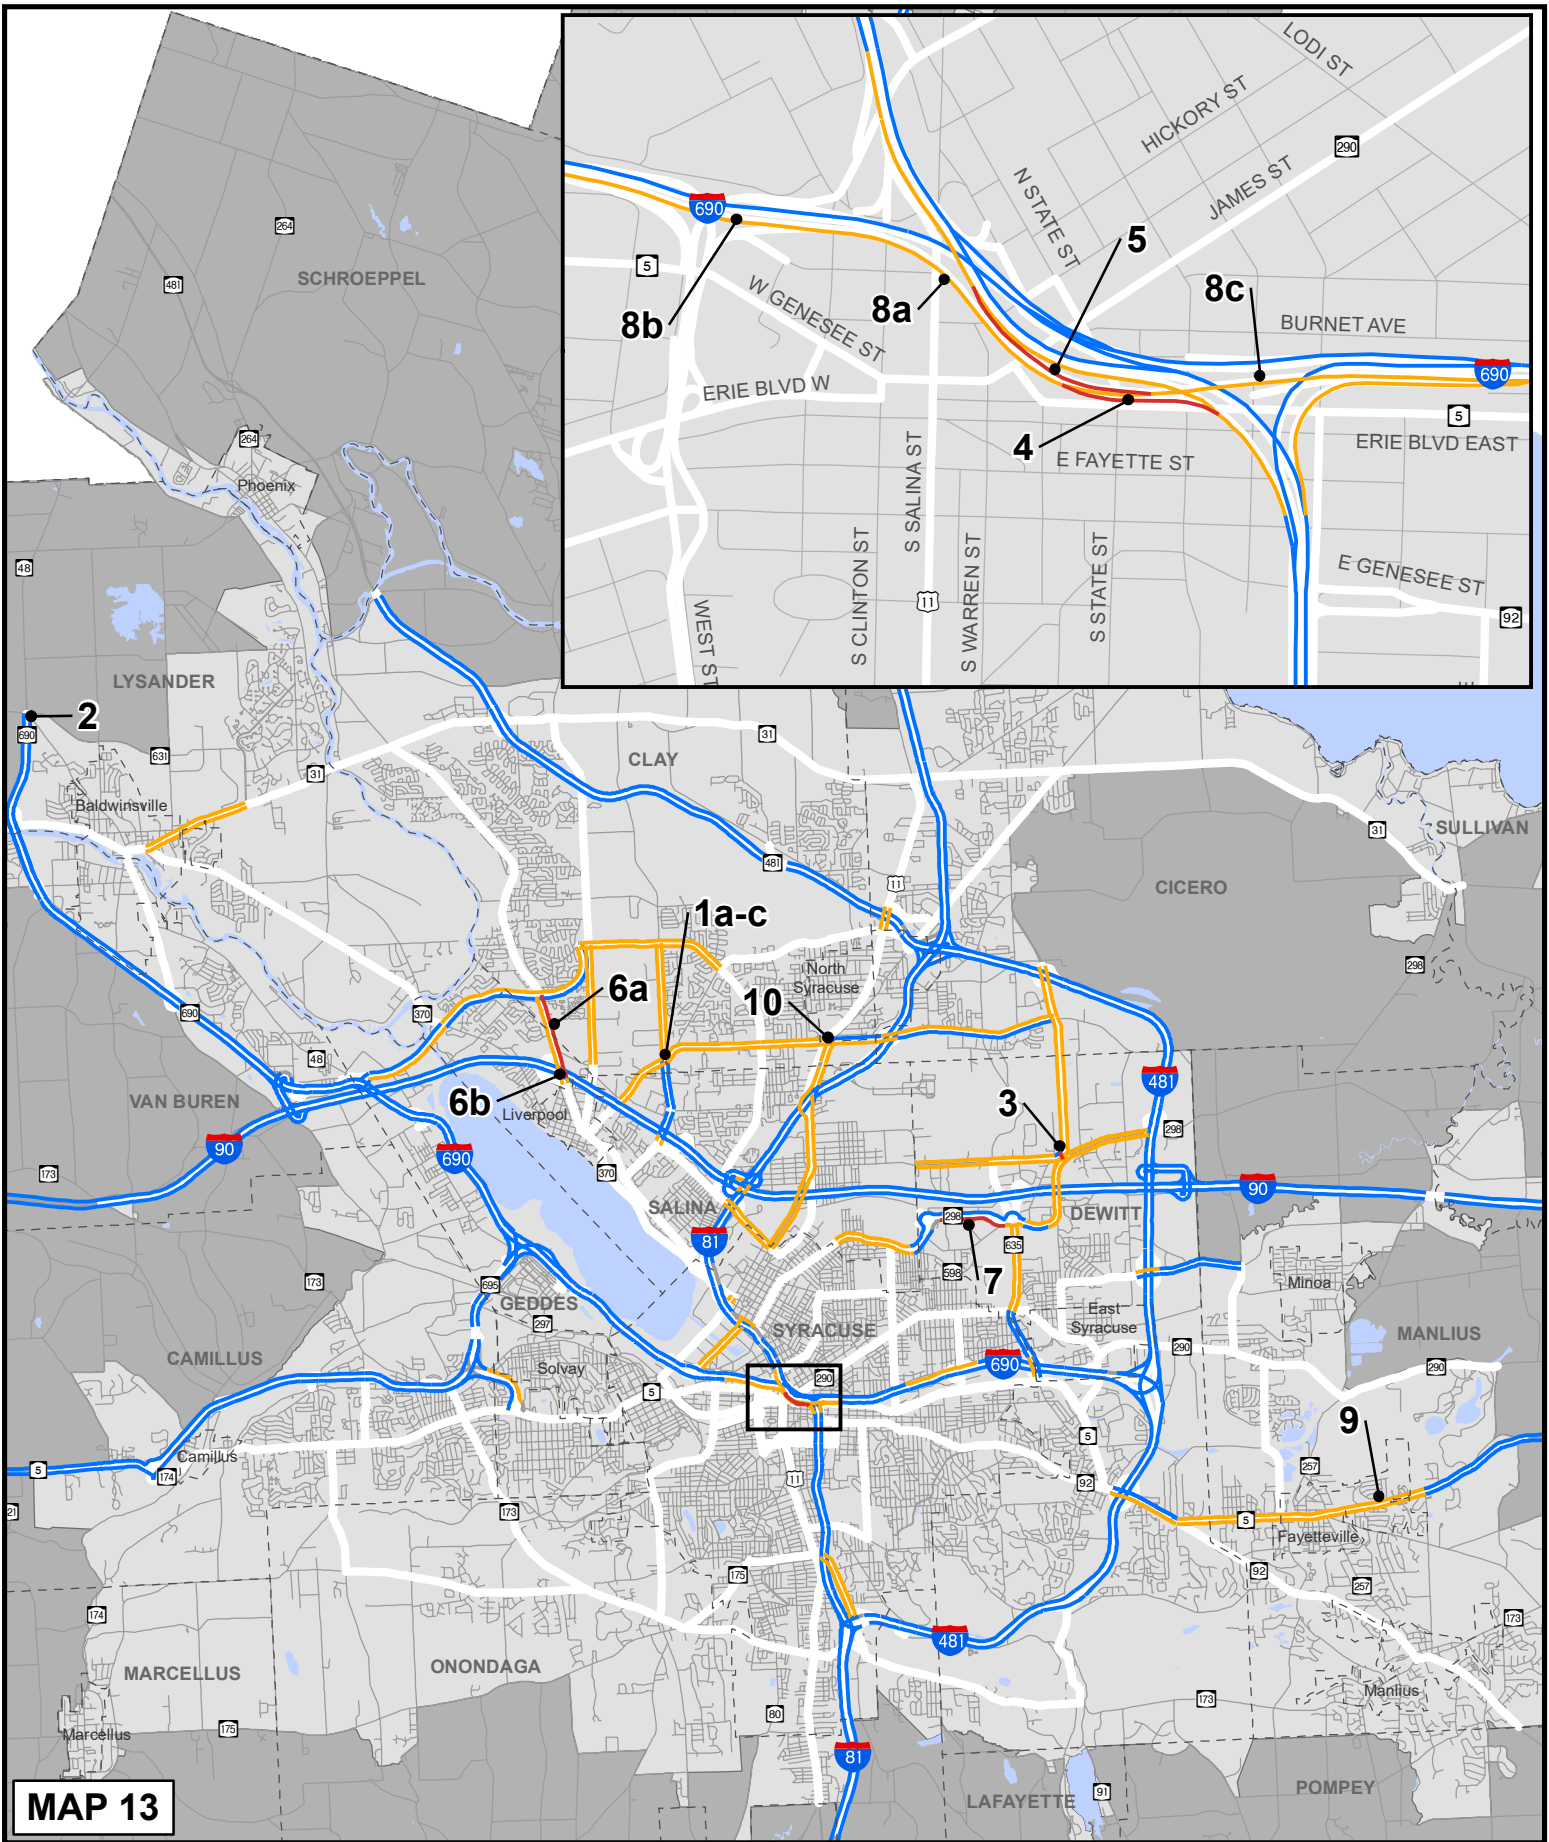 LODI ST
HICKORY ST
290
JAMES ST
N STATE ST
690
5
5
8c
W GENESEE ST
8a
8b
BURNET AVE
690
ERIE BLVD W
5
ERIE BLVD EAST
4
E FAYETTE ST
S SALINA ST
S CLINTON ST
S WARREN ST
S STATE ST
E GENESEE ST
11
92
WEST ST
264
SCHROEPPEL
481
264
Phoenix
48
LYSANDER
2
690
631
31
CLAY
31
Baldwinsville
31
SULLIVAN
481
11
CICERO
1a-c
298
North
Syracuse
6a
10
690
370
48
481
VAN BUREN
6b
Liverpool
3
298
90
690
173
370
90
SALINA
298
DEWITT
81
635
7
598
173
695
GEDDES
297
Minoa
East
Syracuse
SYRACUSE
MANLIUS
CAMILLUS
Solvay
290
690
290
290
5
9
5
Camillus
5
174
257
11
92
21
173
5
Fayetteville
175
92
257
174
173
481
MARCELLUS
ONONDAGA
Manlius
173
80
Marcellus
175
81
MAP 13
LAFAYETTE
91
POMPEY